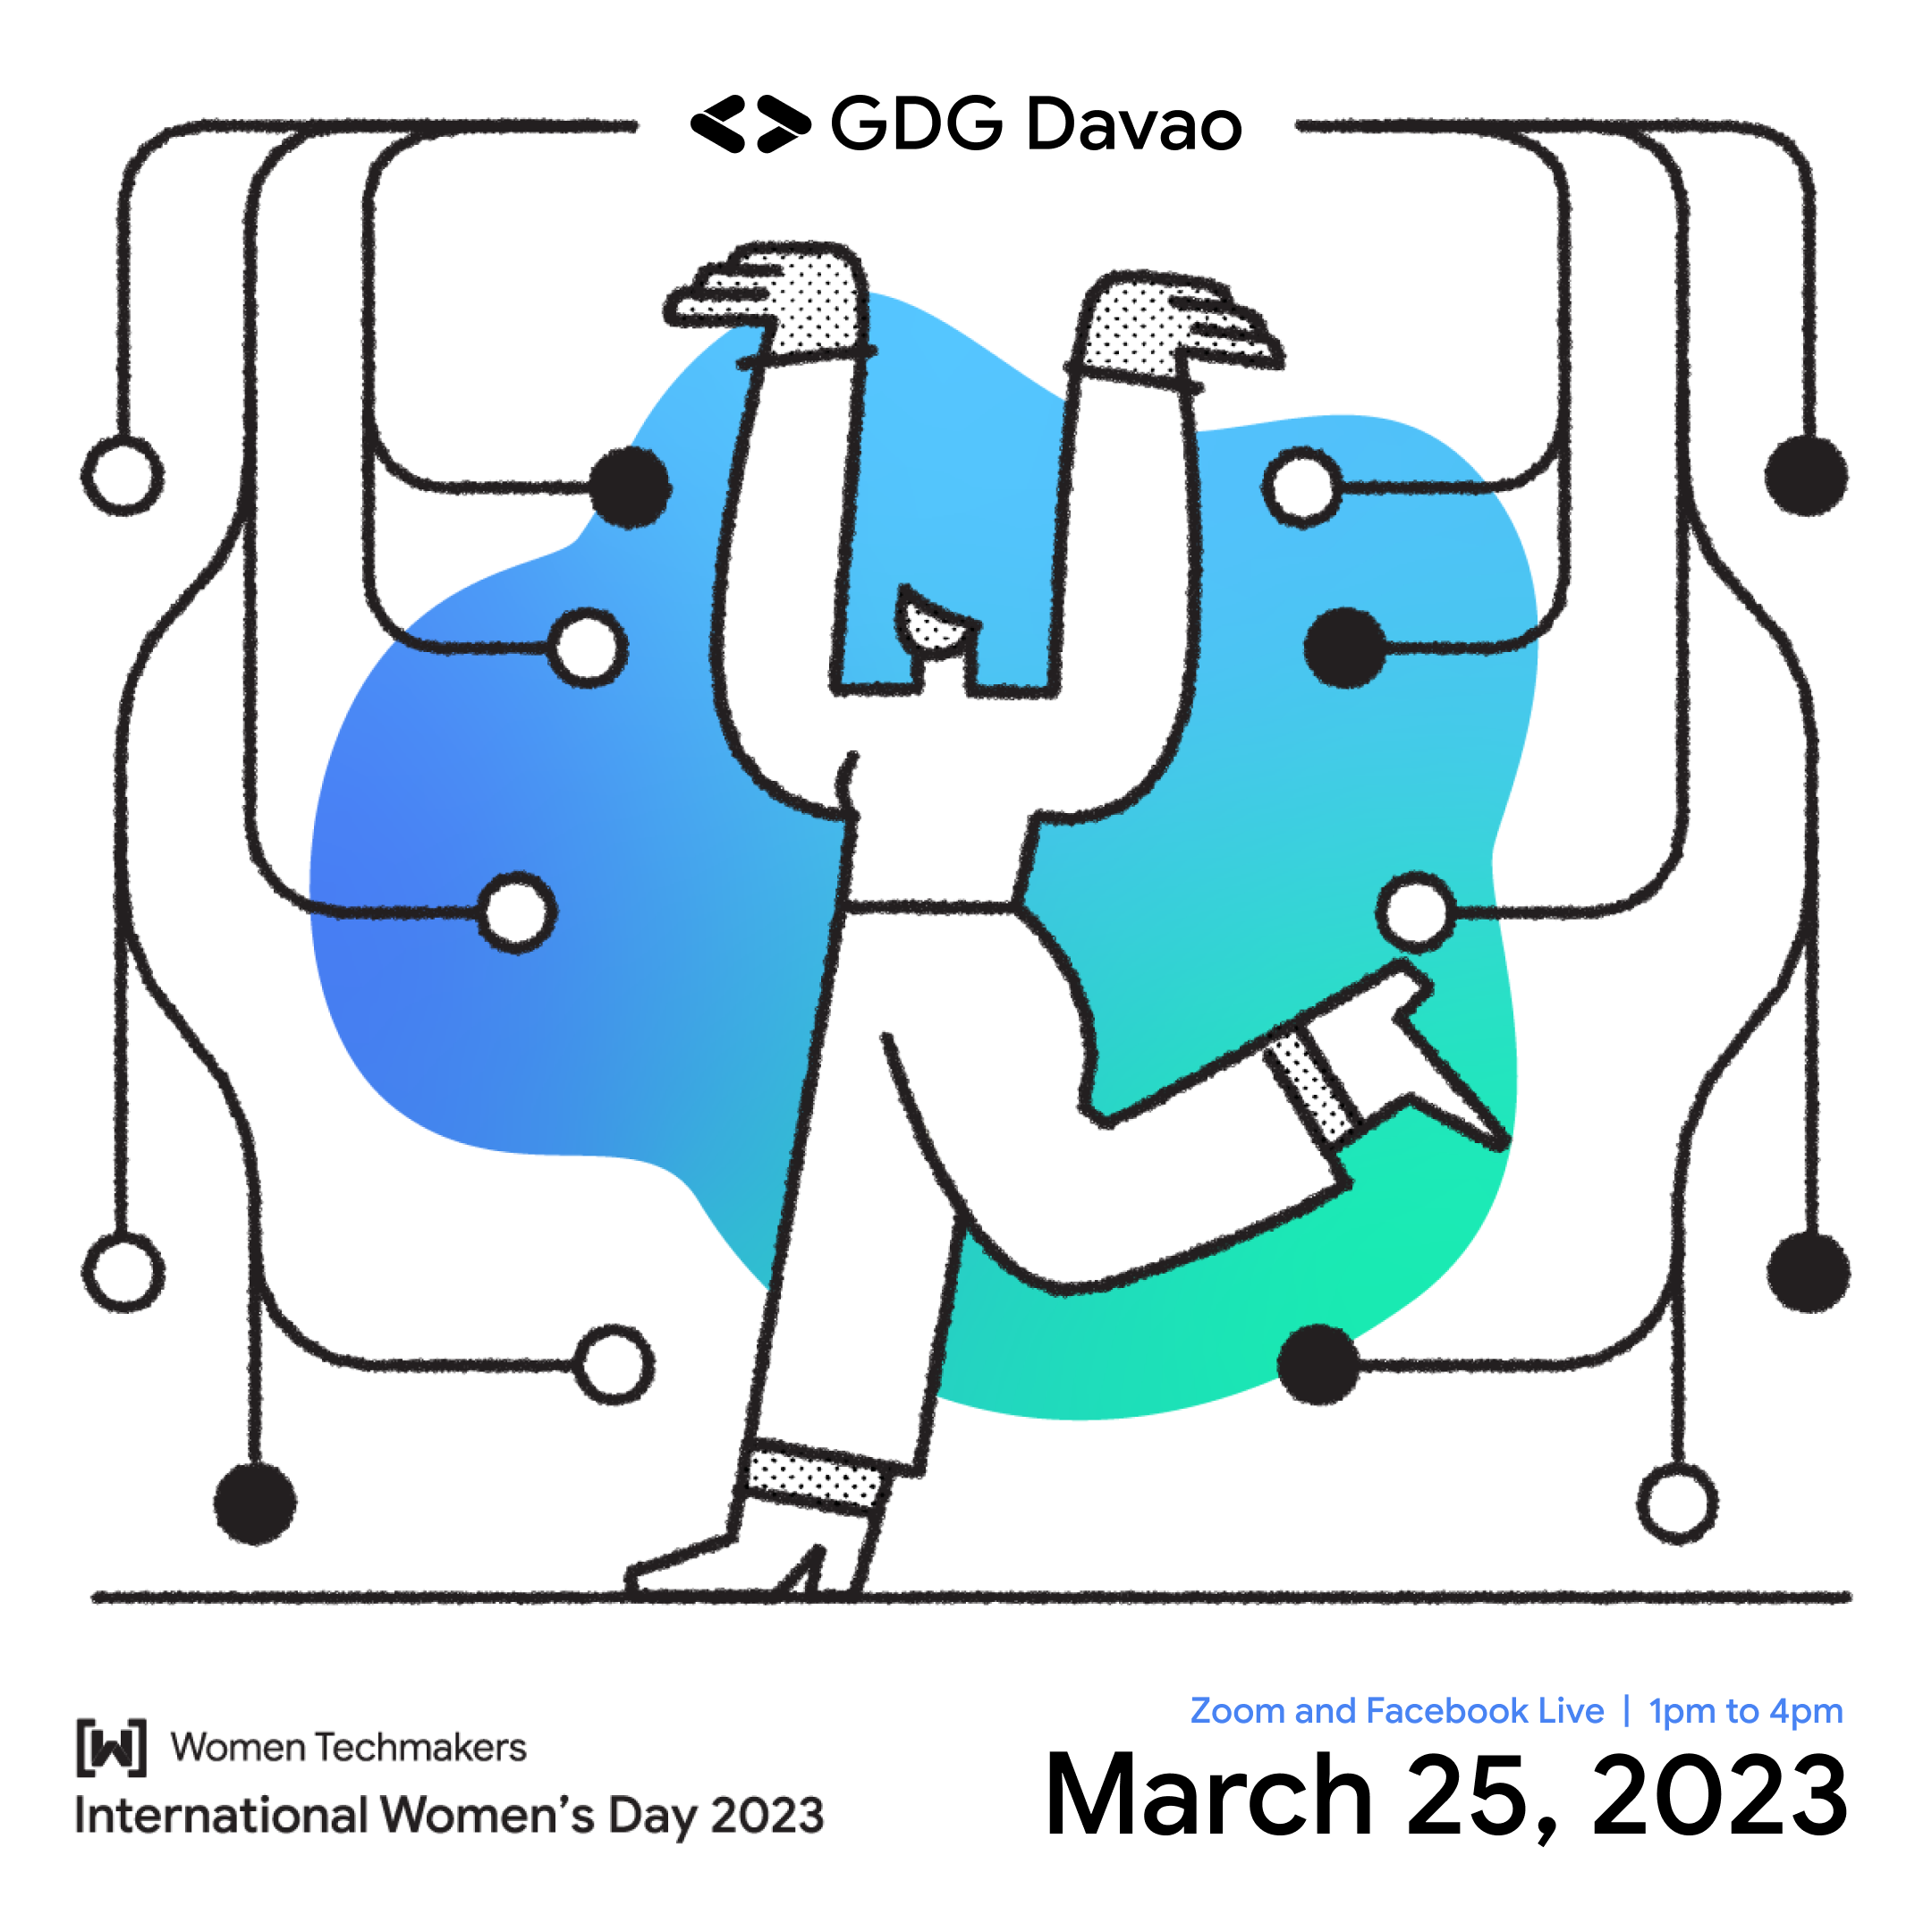 GDG Davao
Women Techmakers
International Women's Day 2023
Zoom and Facebook Live | 1pm to 4pm
March 25, 2023